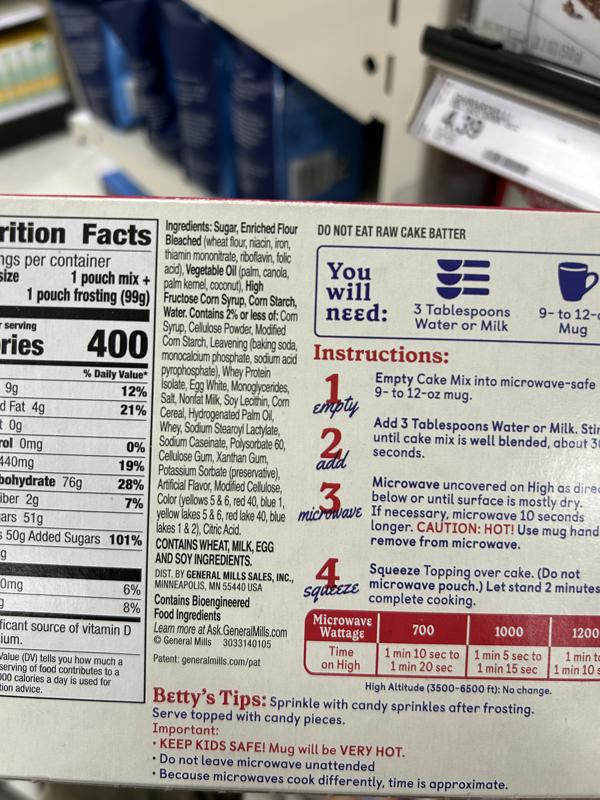 4.39
rition Facts
ngs per container
size 1 pouch mix +
1 pouch frosting (99g)
r serving
ries 400
% Daily Value*
9g 12%
d Fat 4g 21%
t 0g
rol 0mg 0%
440mg 19%
bohydrate 76g 28%
iber 2g 7%
ars 51g
s 50g Added Sugars 101%
g
0mg 6%
g 8%
ficant source of vitamin D
ium.
Value (DV) tells you how much a
serving of food contributes to a
000 calories a day is used for
tion advice.
Ingredients: Sugar, Enriched Flour
Bleached (wheat flour, niacin, iron,
thiamin mononitrate, riboflavin, folic
acid), Vegetable Oil (palm, canola,
palm kernel, coconut), High
Fructose Corn Syrup, Corn Starch,
Water. Contains 2% or less of: Corn
Syrup, Cellulose Powder, Modified
Corn Starch, Leavening (baking soda,
monocalcium phosphate, sodium acid
pyrophosphate), Whey Protein
Isolate, Egg White, Monoglycerides,
Salt, Nonfat Milk, Soy Lecithin, Corn
Cereal, Hydrogenated Palm Oil,
Whey, Sodium Stearoyl Lactylate,
Sodium Caseinate, Polysorbate 60,
Cellulose Gum, Xanthan Gum,
Potassium Sorbate (preservative),
Artificial Flavor, Modified Cellulose,
Color (yellows 5 & 6, red 40, blue 1,
yellow lakes 5 & 6, red lake 40, blue
lakes 1 & 2), Citric Acid.
CONTAINS WHEAT, MILK, EGG
AND SOY INGREDIENTS.
DIST. BY GENERAL MILLS SALES, INC.,
MINNEAPOLIS, MN 55440 USA
Contains Bioengineered
Food Ingredients
Learn more at Ask.GeneralMills.com
© General Mills 3033140105
Patent: generalmills.com/pat
DO NOT EAT RAW CAKE BATTER
You
will
need:
3 Tablespoons
Water or Milk
9- to 12-o
Mug
Instructions:
1
empty
Empty Cake Mix into microwave-safe
9- to 12-oz mug.
2
add
Add 3 Tablespoons Water or Milk. Stir
until cake mix is well blended, about 30
seconds.
3
microwave
Microwave uncovered on High as direc
below or until surface is mostly dry.
If necessary, microwave 10 seconds
longer. CAUTION: HOT! Use mug hand
remove from microwave.
4
squeeze
Squeeze Topping over cake. (Do not
microwave pouch.) Let stand 2 minutes
complete cooking.
Microwave
Wattage 700 1000 1200
Time
on High
1 min 10 sec to
1 min 20 sec
1 min 5 sec to
1 min 15 sec
1 min to
1 min 10 s
High Altitude (3500-6500 ft): No change.
Betty's Tips: Sprinkle with candy sprinkles after frosting.
Serve topped with candy pieces.
Important:
• KEEP KIDS SAFE! Mug will be VERY HOT.
• Do not leave microwave unattended
• Because microwaves cook differently, time is approximate.